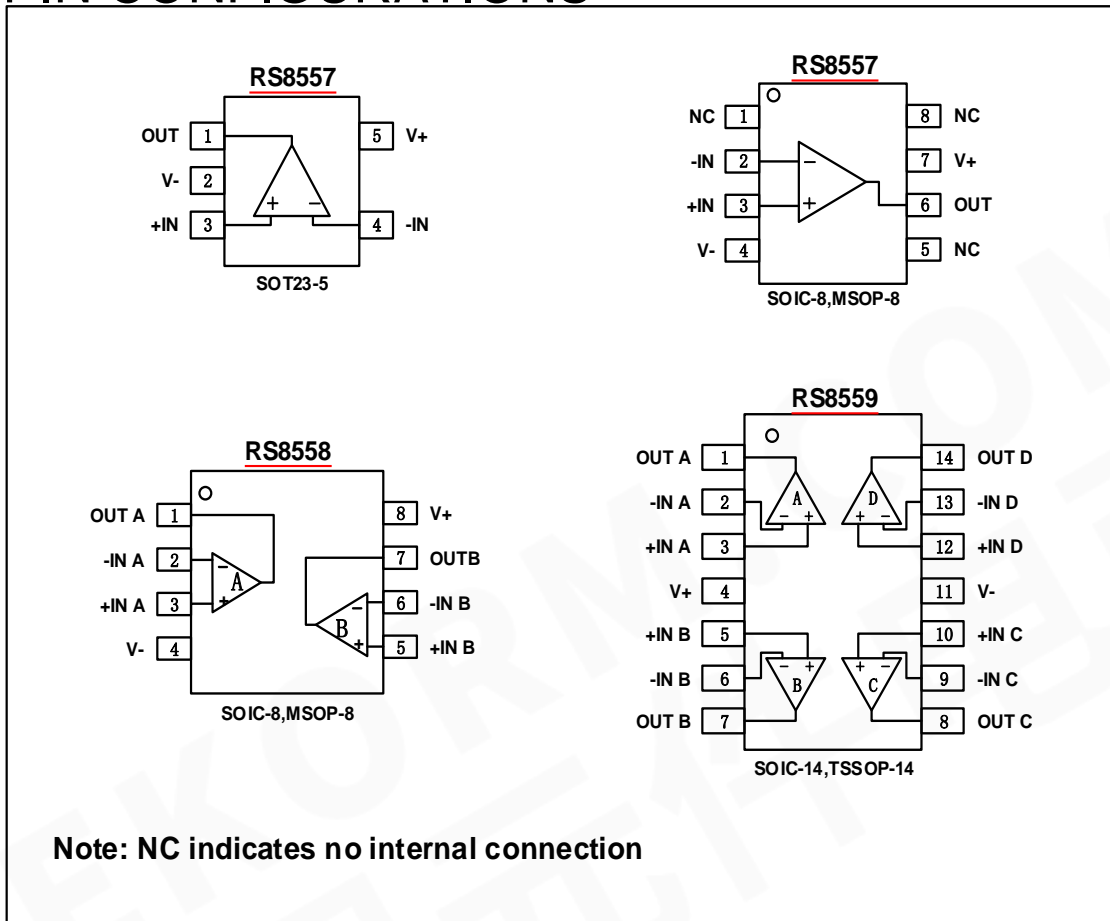 PIN CONFIGURATIONS
RS8557
OUT 1
5 V+
V- 2
+IN 3
4 -IN
+ −
SOT23-5
RS8557
NC 1
8 NC
-IN 2
7 V+
+IN 3
6 OUT
V- 4
5 NC
−
+
SOIC-8,MSOP-8
RS8558
OUT A 1
8 V+
-IN A 2
7 OUTB
+IN A 3
6 -IN B
V- 4
5 +IN B
− A +
− B +
SOIC-8,MSOP-8
RS8559
OUT A 1
14 OUT D
-IN A 2
13 -IN D
+IN A 3
12 +IN D
V+ 4
11 V-
+IN B 5
10 +IN C
-IN B 6
9 -IN C
OUT B 7
8 OUT C
A
− +
D
+ −
− +
B
+ −
C
SOIC-14,TSSOP-14
Note: NC indicates no internal connection